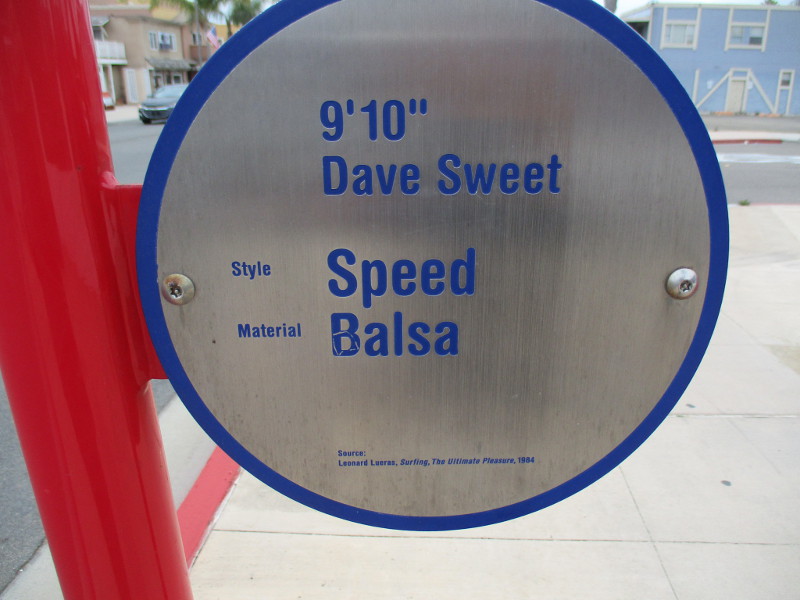 9'10"
Dave Sweet
Style Speed
Material Balsa
Source:
Leonard Lueras, Surfing, The Ultimate Pleasure, 1984